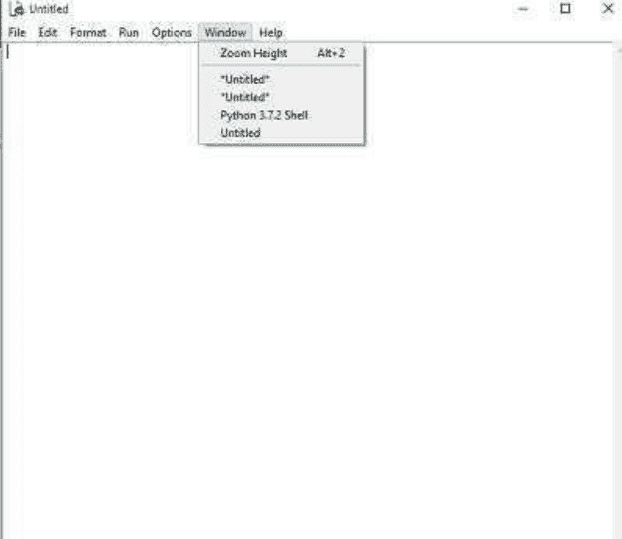 Untitled
File Edit Format Run Options Window Help
Zoom Height Alt+2
*Untitled*
*Untitled*
Python 3.7.2 Shell
Untitled